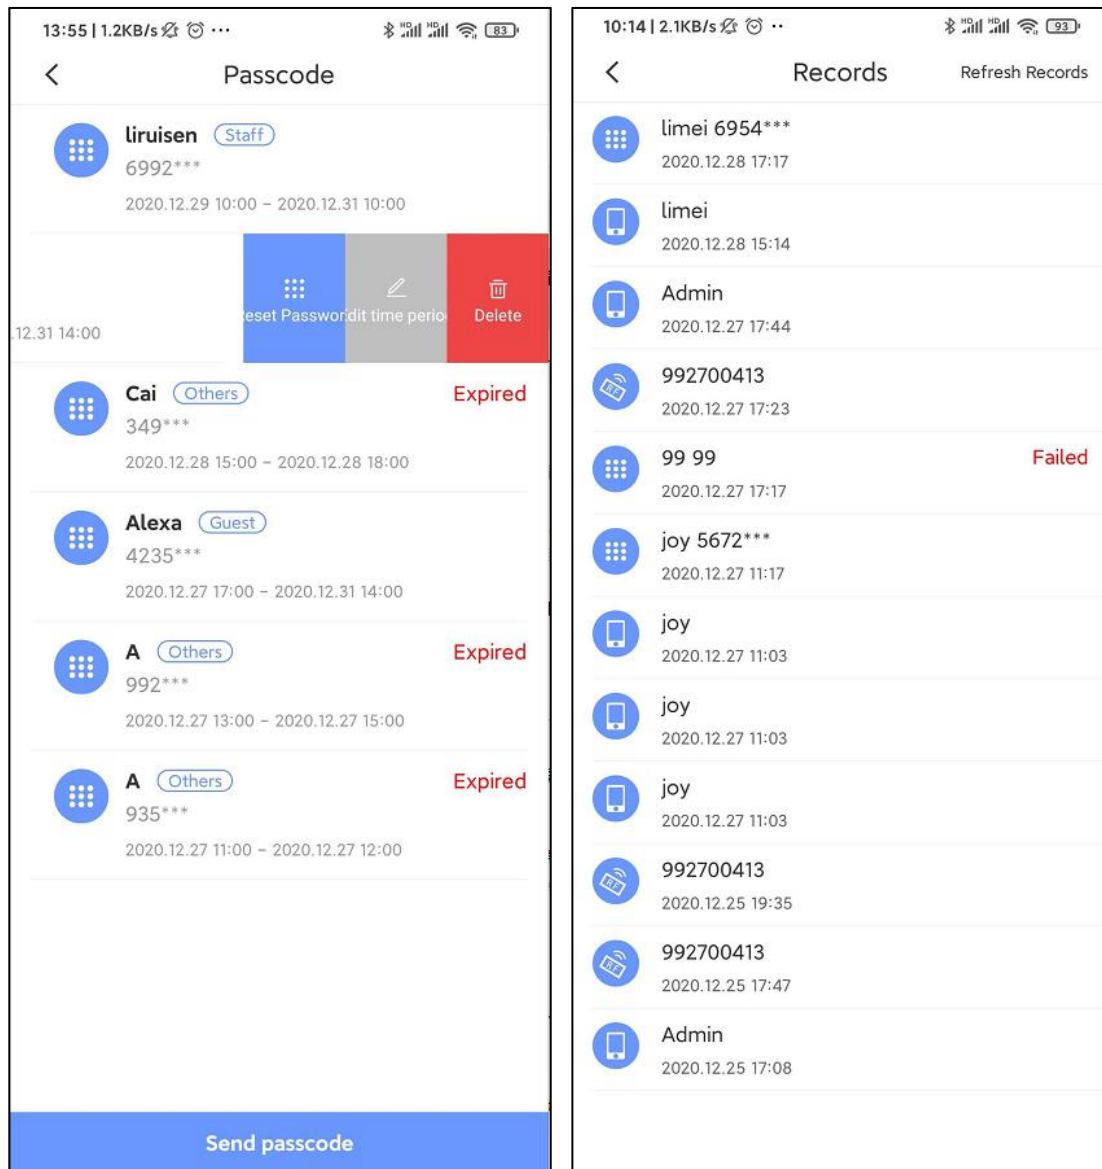 13:55 | 1.2KB/s
83
Passcode
liruisen Staff
6992***
2020.12.29 10:00 - 2020.12.31 10:00
.12.31 14:00
eset Passwor
dit time perio
Delete
Cai Others Expired
349***
2020.12.28 15:00 - 2020.12.28 18:00
Alexa Guest
4235***
2020.12.27 17:00 - 2020.12.31 14:00
A Others Expired
992***
2020.12.27 13:00 - 2020.12.27 15:00
A Others Expired
935***
2020.12.27 11:00 - 2020.12.27 12:00
Send passcode
10:14 | 2.1KB/s
93
Records Refresh Records
limei 6954***
2020.12.28 17:17
limei
2020.12.28 15:14
Admin
2020.12.27 17:44
992700413
2020.12.27 17:23
99 99 Failed
2020.12.27 17:17
joy 5672***
2020.12.27 11:17
joy
2020.12.27 11:03
joy
2020.12.27 11:03
joy
2020.12.27 11:03
992700413
2020.12.25 19:35
992700413
2020.12.25 17:47
Admin
2020.12.25 17:08